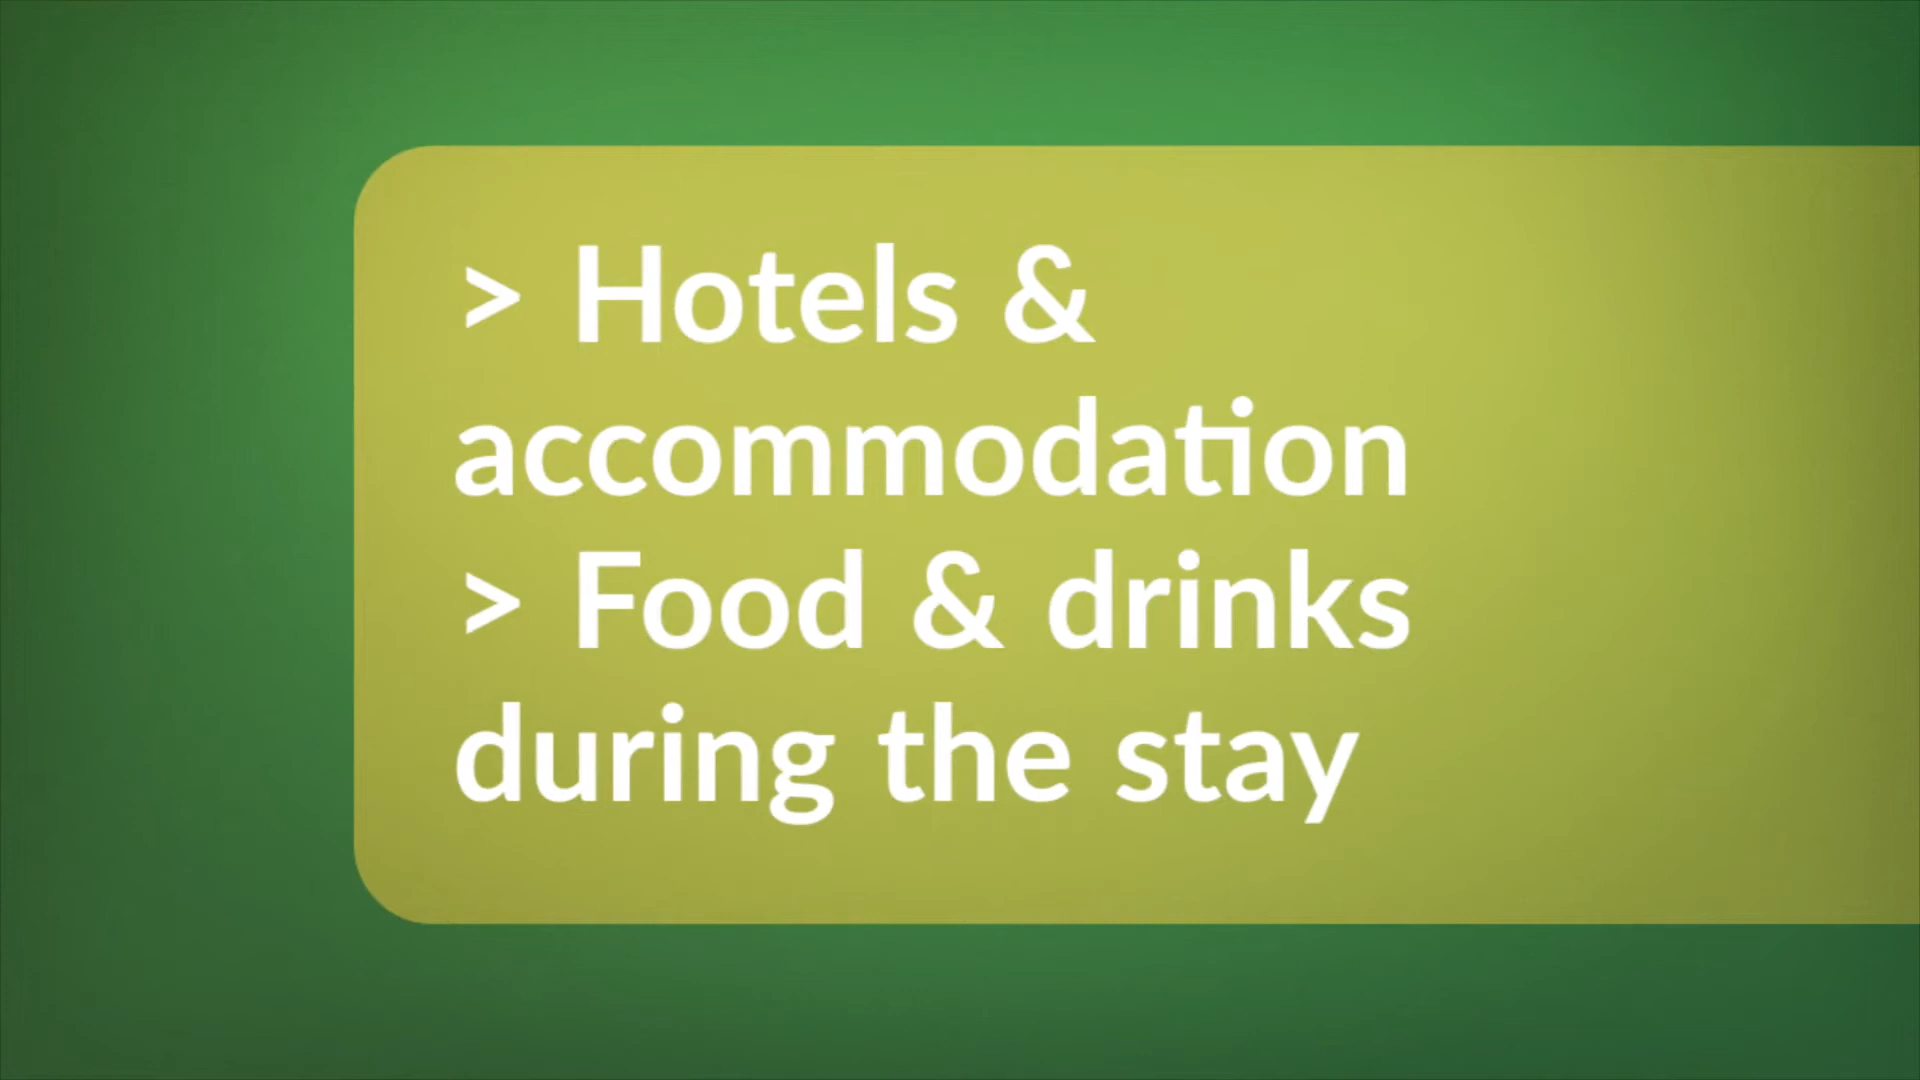 > Hotels &
accommodation
> Food & drinks
during the stay